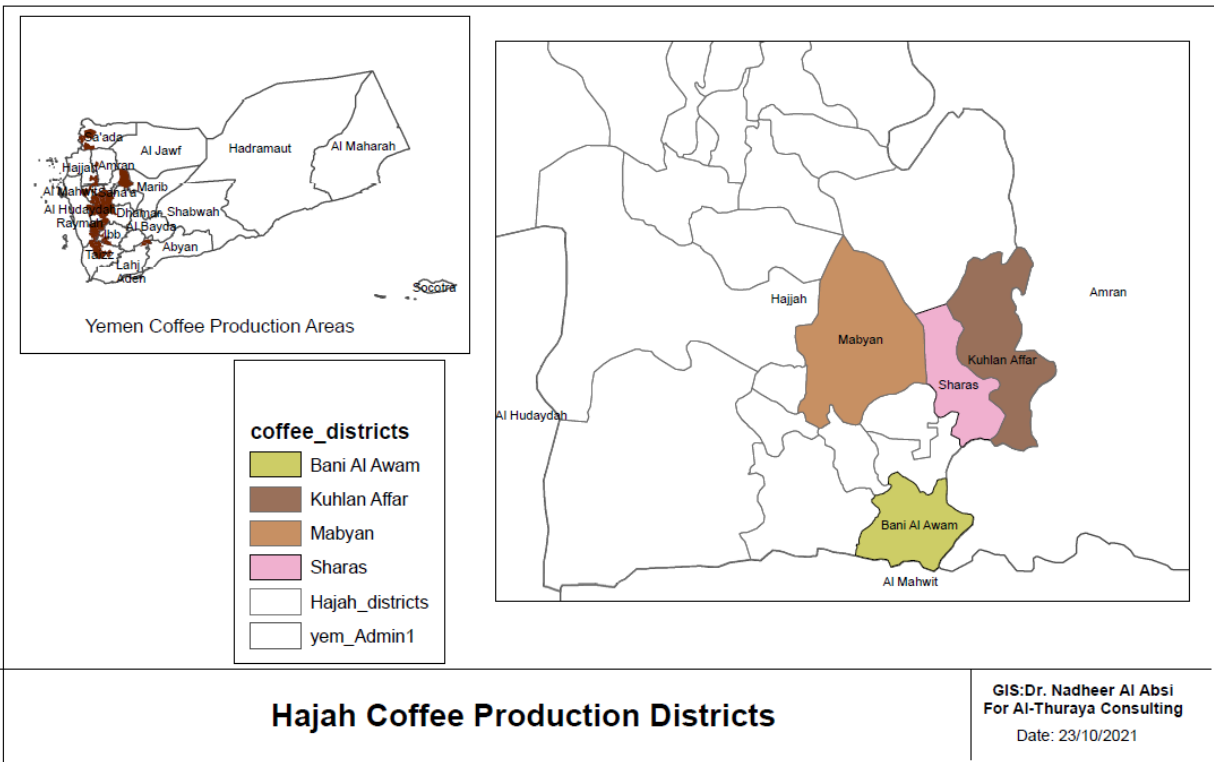 Sa'ada
Al Jawf
Hadramaut
Al Maharah
Hajjah
Amran
Al Mahwit
Sana'a
Marib
Al Hudaydah
Dhamar
Shabwah
Raymah
Ibb
Al Bayda
Taizz
Abyan
Lahj
Aden
Socotra
Yemen Coffee Production Areas
Hajjah
Amran
Mabyan
Kuhlan Affar
Sharas
Al Hudaydah
Bani Al Awam
Al Mahwit
coffee_districts
Bani Al Awam
Kuhlan Affar
Mabyan
Sharas
Hajah_districts
yem_Admin1
Hajah Coffee Production Districts
GIS:Dr. Nadheer Al Absi
For Al-Thuraya Consulting
Date: 23/10/2021